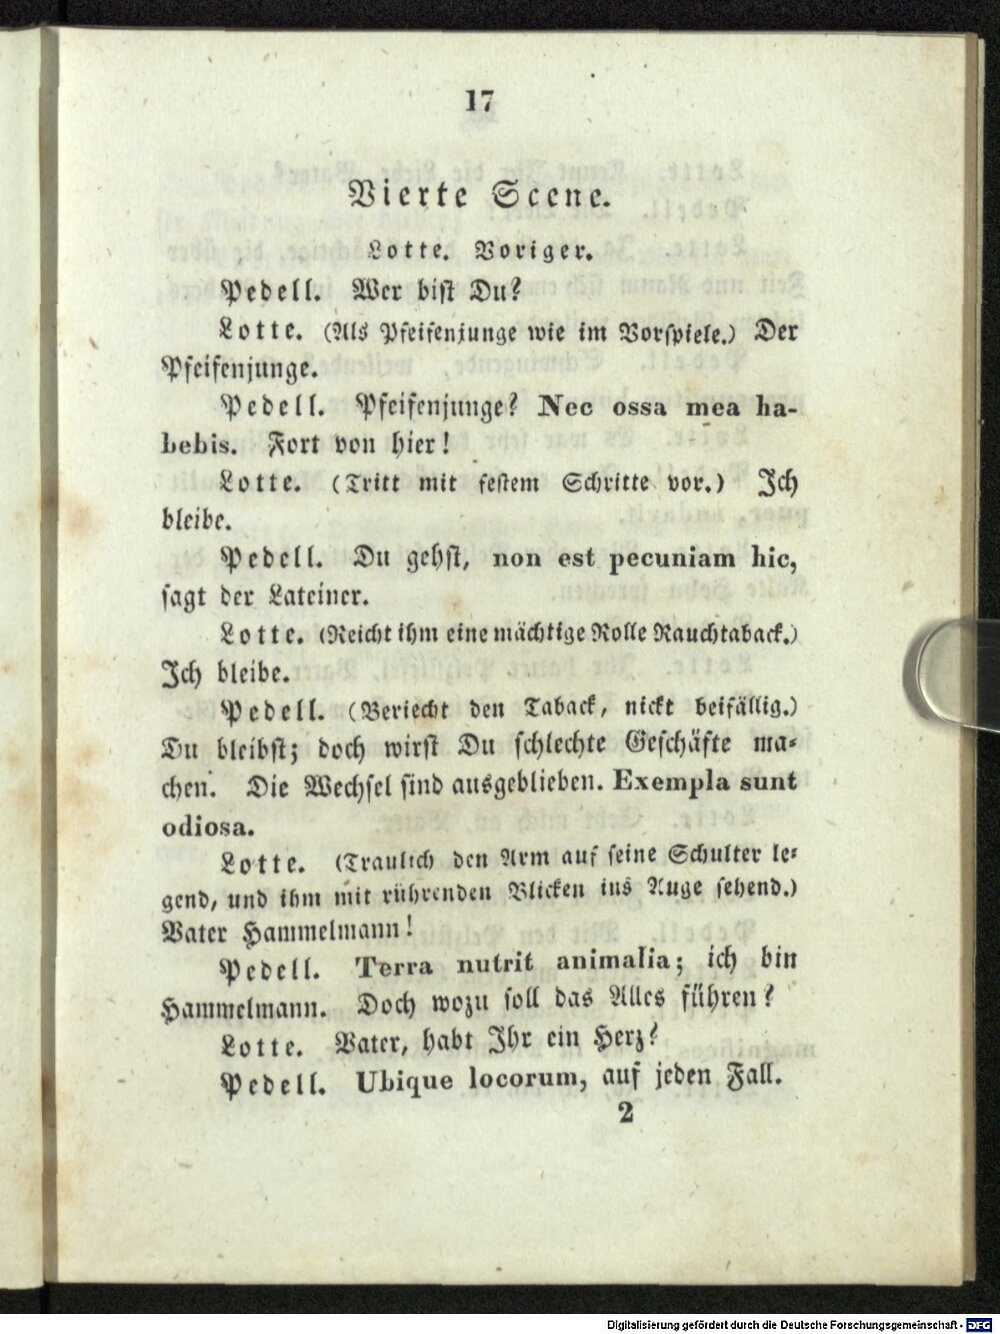 17
Vierte Scene.
Lotte. Voriger.
Pedell. Wer bist Du?
Lotte. (Als Pfeifenjunge wie im Vorspiele.) Der
Pfeifenjunge.
Pedell. Pfeifenjunge? Nec ossa mea ha-
bebis. Fort von hier!
Lotte. (Tritt mit festem Schritte vor.) Ich
bleibe.
Pedell. Du gehst, non est pecuniam hic,
sagt der Lateiner.
Lotte. (Reicht ihm eine mächtige Rolle Rauchtaback.)
Ich bleibe.
Pedell. (Beriecht den Taback, nickt beifällig.)
Du bleibst; doch wirst Du schlechte Geschäfte ma-
chen. Die Wechsel sind ausgeblieben. Exempla sunt
odiosa.
Lotte. (Traulich den Arm auf seine Schulter le-
gend, und ihm mit rührenden Blicken ins Auge sehend.)
Vater Hammelmann!
Pedell. Terra nutrit animalia; ich bin
Hammelmann. Doch wozu soll das Alles führen?
Lotte. Vater, habt Ihr ein Herz?
Pedell. Ubique locorum, auf jeden Fall.
2
Digitalisierung gefördert durch die Deutsche Forschungsgemeinschaft - DFG